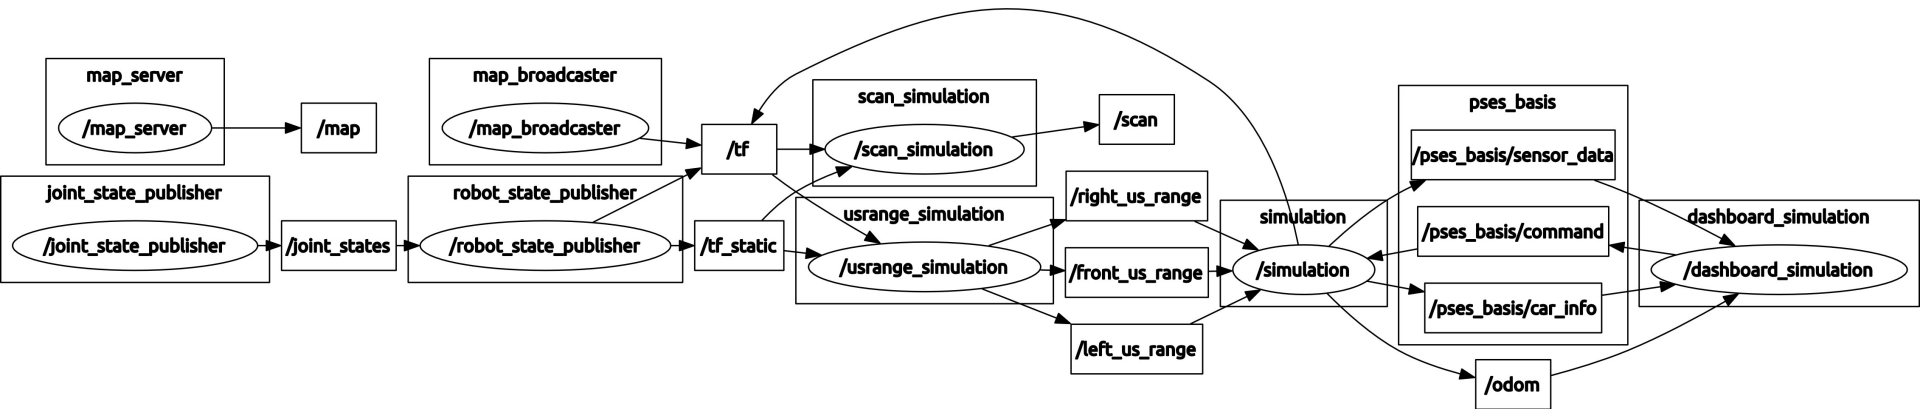 map_server
/map_server
/map
joint_state_publisher
/joint_state_publisher
/joint_states
map_broadcaster
/map_broadcaster
robot_state_publisher
/robot_state_publisher
/tf
/tf_static
scan_simulation
/scan_simulation
/scan
usrange_simulation
/usrange_simulation
/right_us_range
/front_us_range
/left_us_range
simulation
/simulation
pses_basis
/pses_basis/sensor_data
/pses_basis/command
/pses_basis/car_info
/odom
dashboard_simulation
/dashboard_simulation